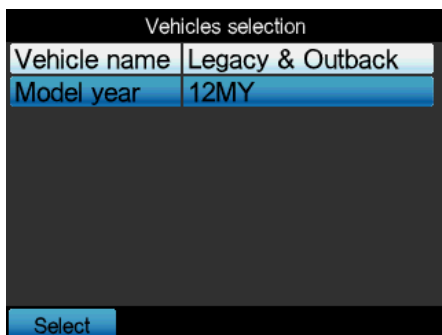 Vehicles selection
Vehicle name Legacy & Outback
Model year 12MY
Select